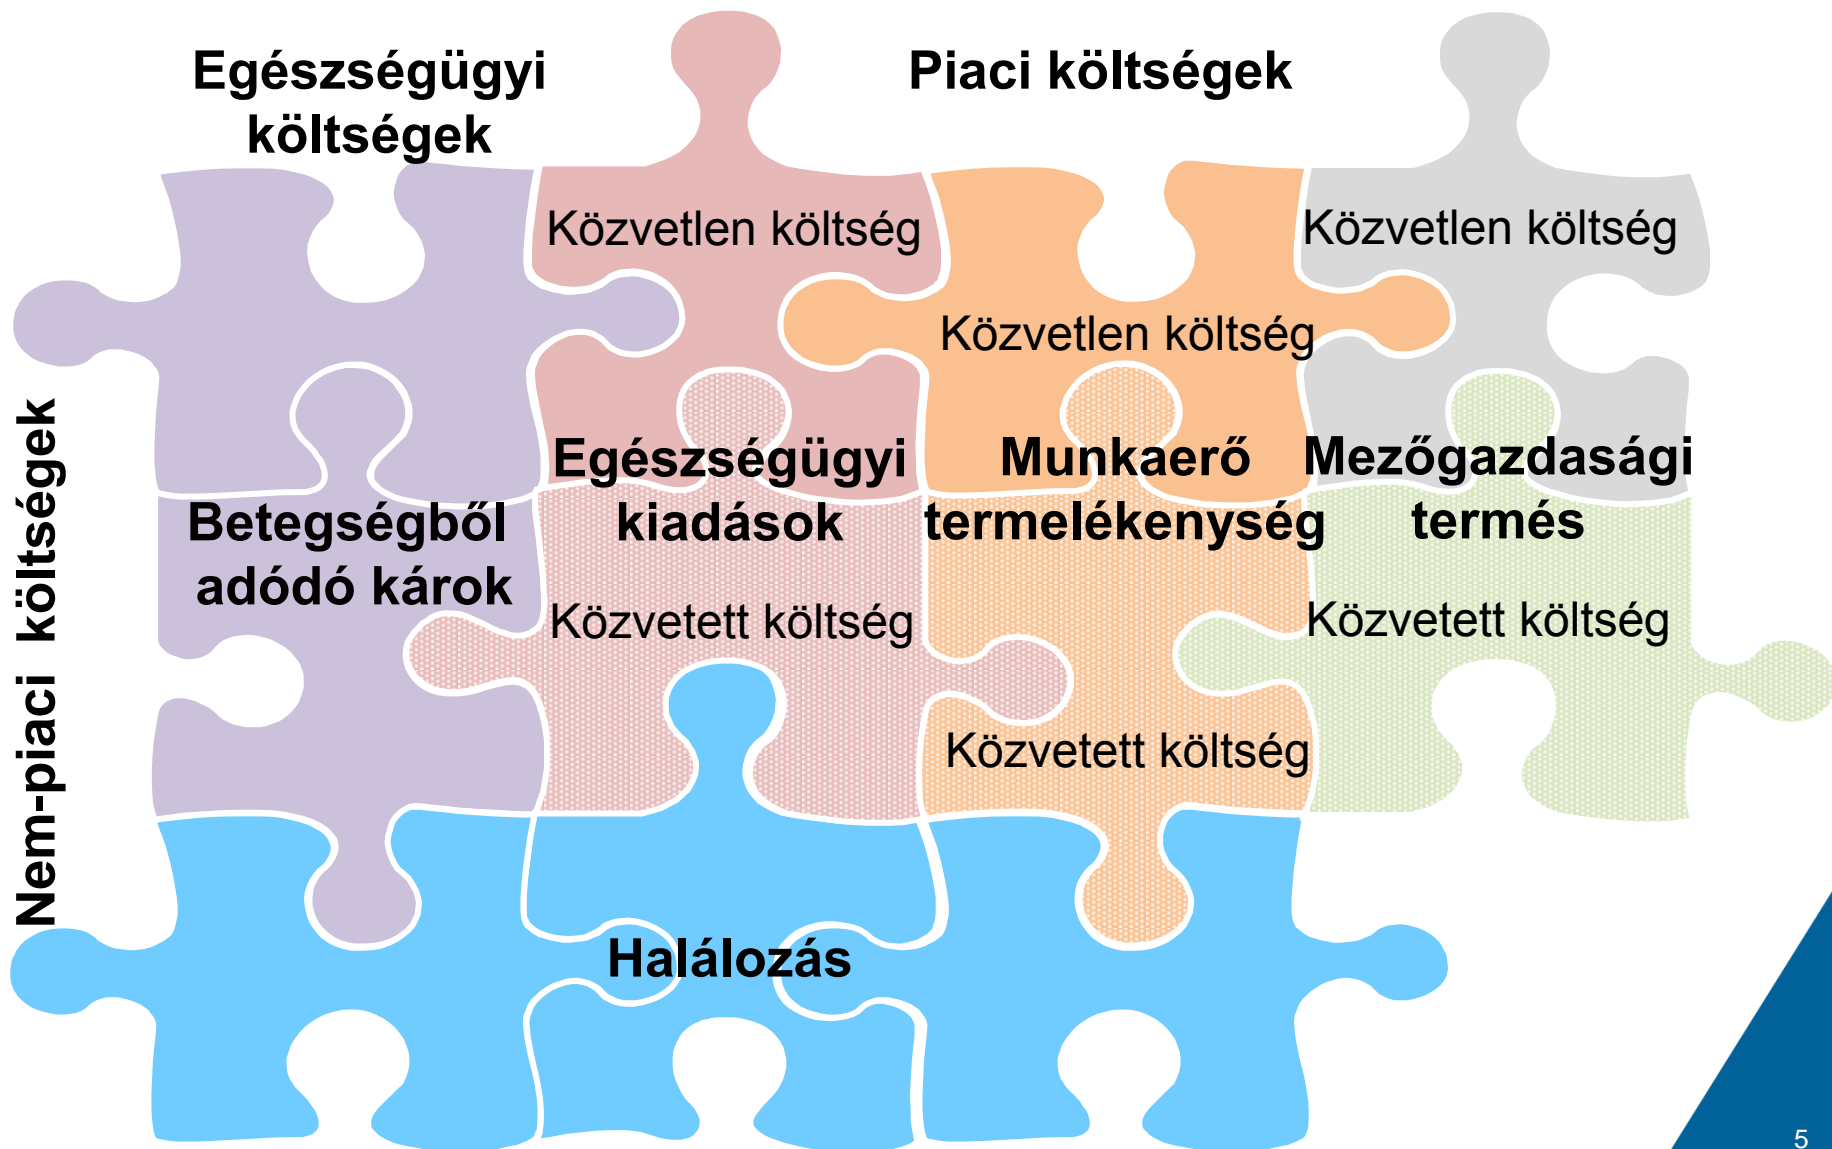 Egészségügyi
költségek
Piaci költségek
Közvetlen költség
Közvetlen költség
Közvetlen költség
Nem-piaci költségek
Betegségből
adódó károk
Egészségügyi
kiadások
Munkaerő
termelékenység
Mezőgazdasági
termés
Közvetett költség
Közvetett költség
Közvetett költség
Halálozás
5